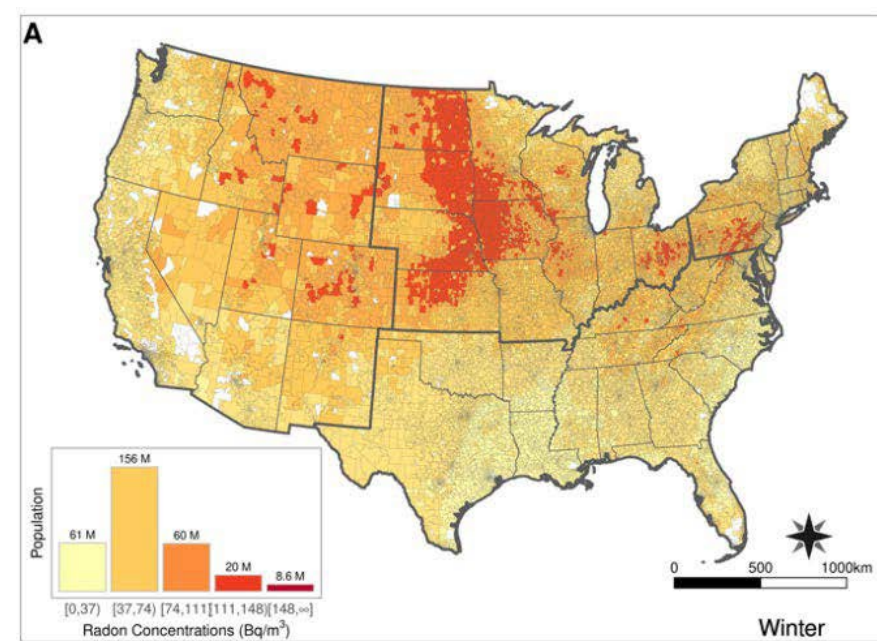 A
156 M
61 M
60 M
20 M
8.6 M
Population
[0,37) [37,74) [74,111)[111,148)[148,∞]
Radon Concentrations (Bq/m³)
0 500 1000km
Winter